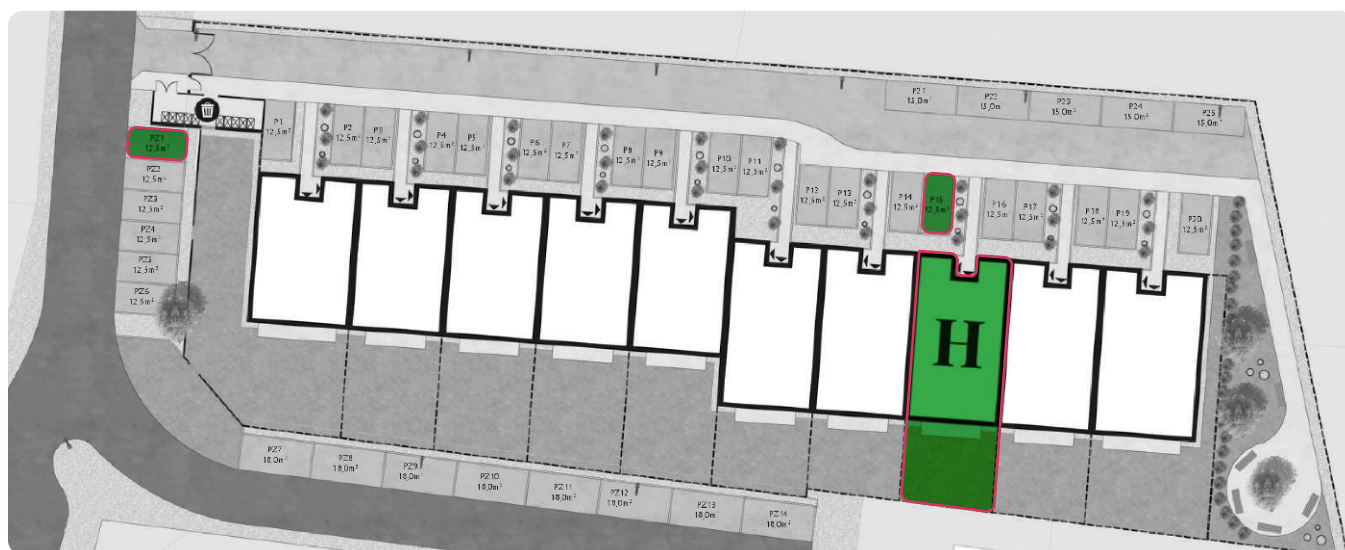 P21
15,0m²
P22
15,0m
P23
15,0m²
P24
15,0m²
P25
15,0m²
P1
12,5m²
P2
12,5m²
P3
12,5m²
P4
12,5m²
P5
12,5m²
P6
12,5m²
P7
12,5m²
P8
12,5m²
P9
12,5m²
P10
12,5m²
P11
12,5m²
P12
12,5m²
P13
12,5m²
P14
12,5m²
P15
12,5m²
P16
12,5m
P17
12,5m²
P18
12,5m²
P19
12,5m²
P20
12,5m²
PZ1
12,5m²
PZ2
12,5m²
PZ3
12,5m²
PZ4
12,5m²
PZ5
12,5m²
PZ6
12,5m²
H
PZ7
18,0m²
PZ8
18,0m²
PZ9
18,0m²
PZ10
18,0m²
PZ11
18,0m²
PZ12
18,0m²
PZ13
18,0m
PZ14
18,0m²